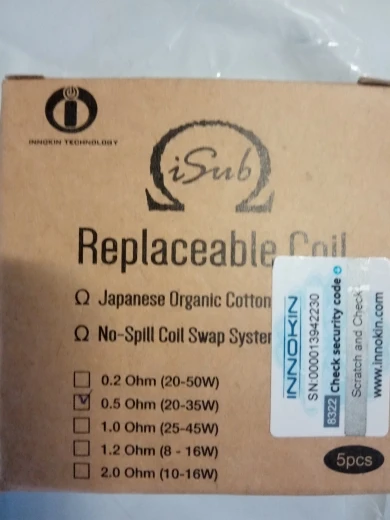 INNOKIN TECHNOLOGY
iSub
Replaceable Coil
Ω Japanese Organic Cotton
Ω No-Spill Coil Swap System
0.2 Ohm (20-50W)
0.5 Ohm (20-35W)
1.0 Ohm (25-45W)
1.2 Ohm (8 - 16W)
2.0 Ohm (10-16W)
5pcs
INNOKIN
SN:000013942230
8322 Check security code
Scratch and Check
www.innokin.com